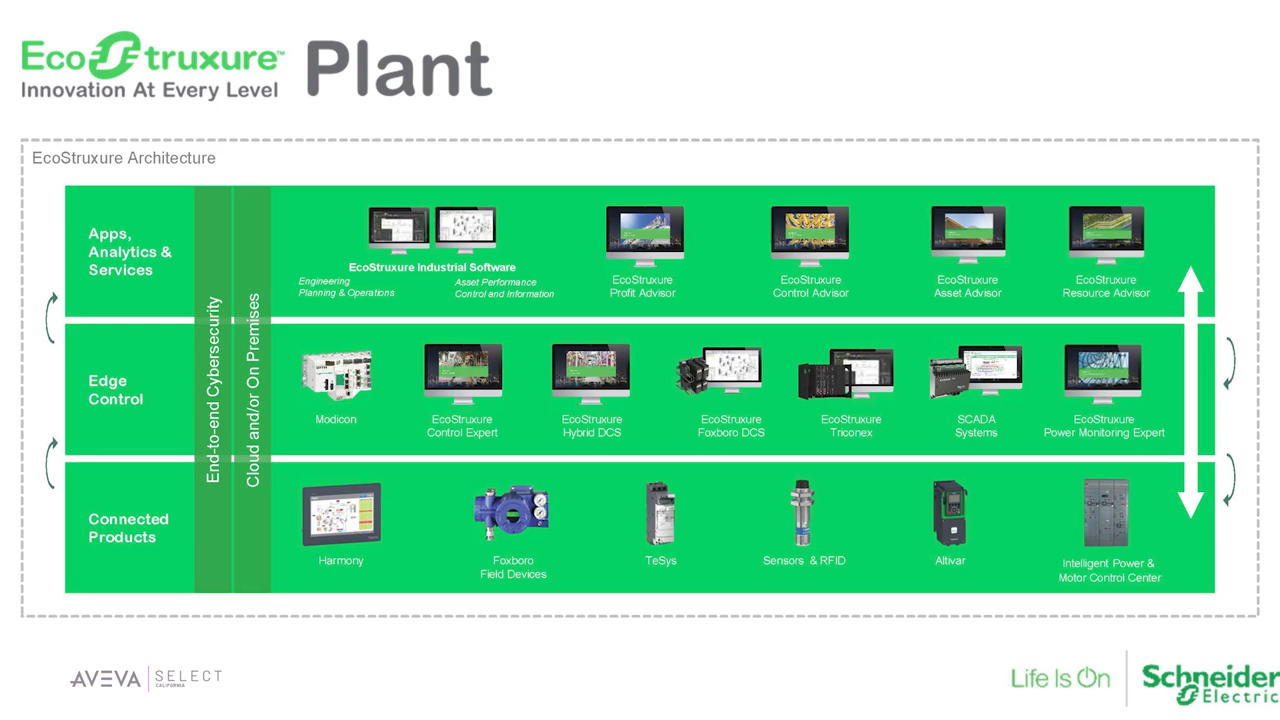 EcoStruxure™ Plant
Innovation At Every Level
EcoStruxure Architecture
Apps,
Analytics &
Services
End-to-end Cybersecurity
Cloud and/or On Premises
EcoStruxure Industrial Software
Engineering
Planning & Operations
Asset Performance
Control and Information
EcoStruxure
Profit Advisor
EcoStruxure
Control Advisor
EcoStruxure
Asset Advisor
EcoStruxure
Resource Advisor
Edge
Control
Modicon
EcoStruxure
Control Expert
EcoStruxure
Hybrid DCS
EcoStruxure
Foxboro DCS
EcoStruxure
Triconex
SCADA
Systems
EcoStruxure
Power Monitoring Expert
Connected
Products
Harmony
Foxboro
Field Devices
TeSys
Sensors & RFID
Altivar
Intelligent Power &
Motor Control Center
AVEVA SELECT
CALIFORNIA
Life Is On
Schneider
Electric